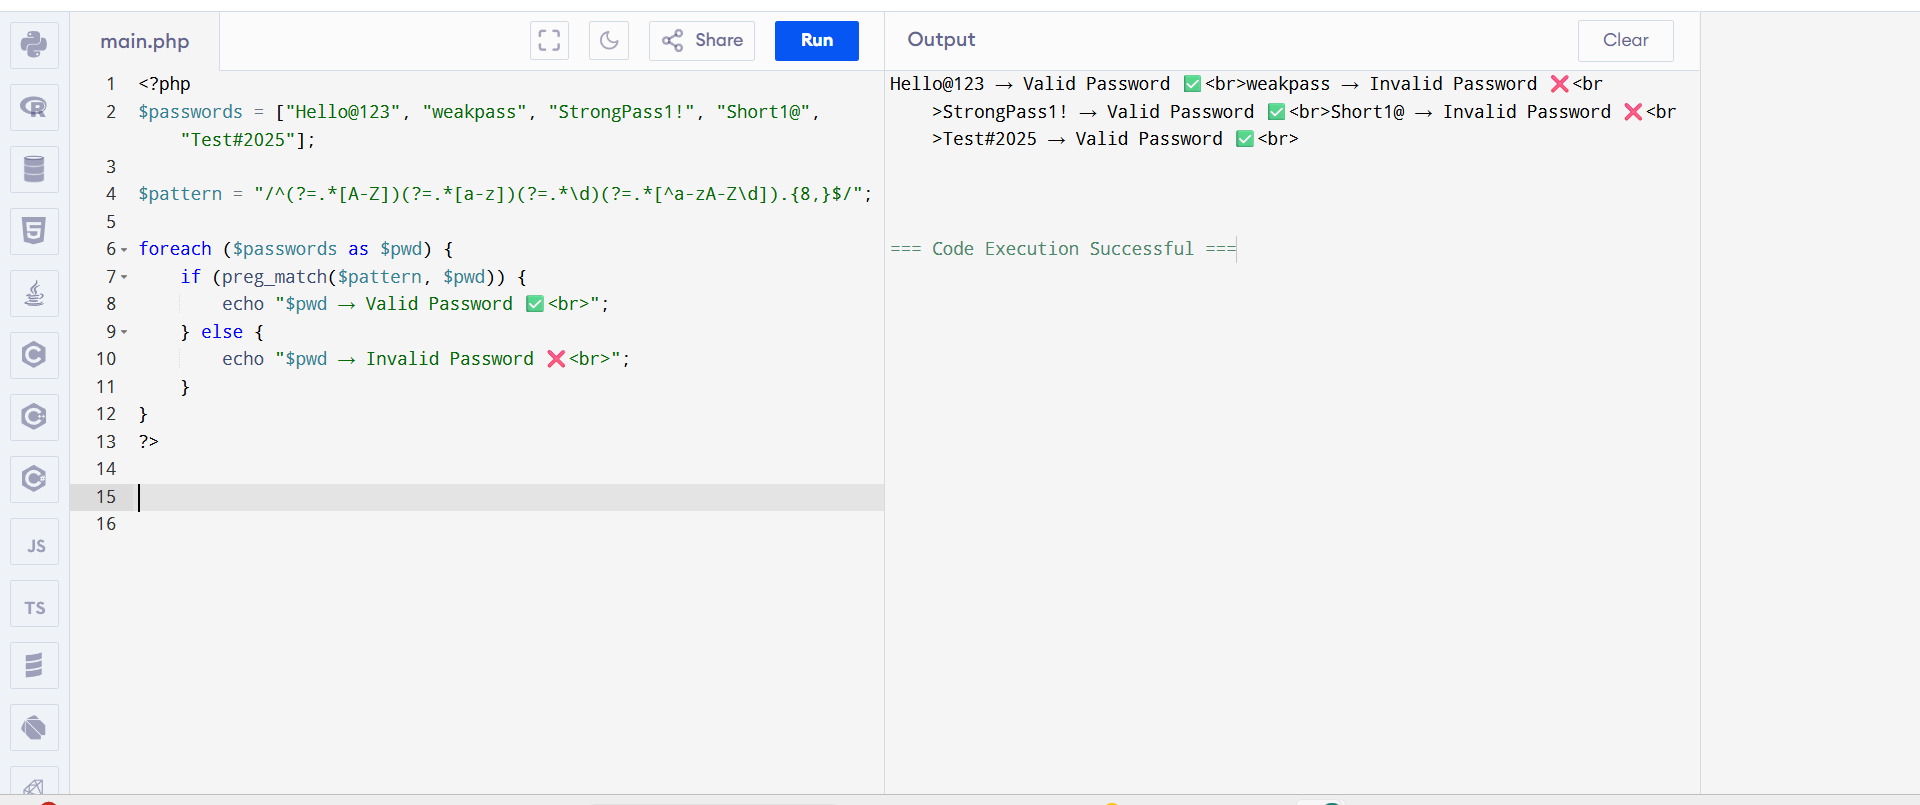 main.php
Share
Run
Output
Clear
1 <?php
2 $passwords = ["Hello@123", "weakpass", "StrongPass1!", "Short1@",
"Test#2025"];
3
4 $pattern = "/^(?=.*[A-Z])(?=.*[a-z])(?=.*\d)(?=.*[^a-zA-Z\d]).{8,}$/";
5
6 foreach ($passwords as $pwd) {
7 if (preg_match($pattern, $pwd)) {
8 echo "$pwd → Valid Password ✅<br>";
9 } else {
10 echo "$pwd → Invalid Password ❌<br>";
11 }
12 }
13 ?>
14
15
16
Hello@123 → Valid Password ✅<br>weakpass → Invalid Password ❌<br
>StrongPass1! → Valid Password ✅<br>Short1@ → Invalid Password ❌<br
>Test#2025 → Valid Password ✅<br>
=== Code Execution Successful ===
R
5
C
C
C
JS
TS